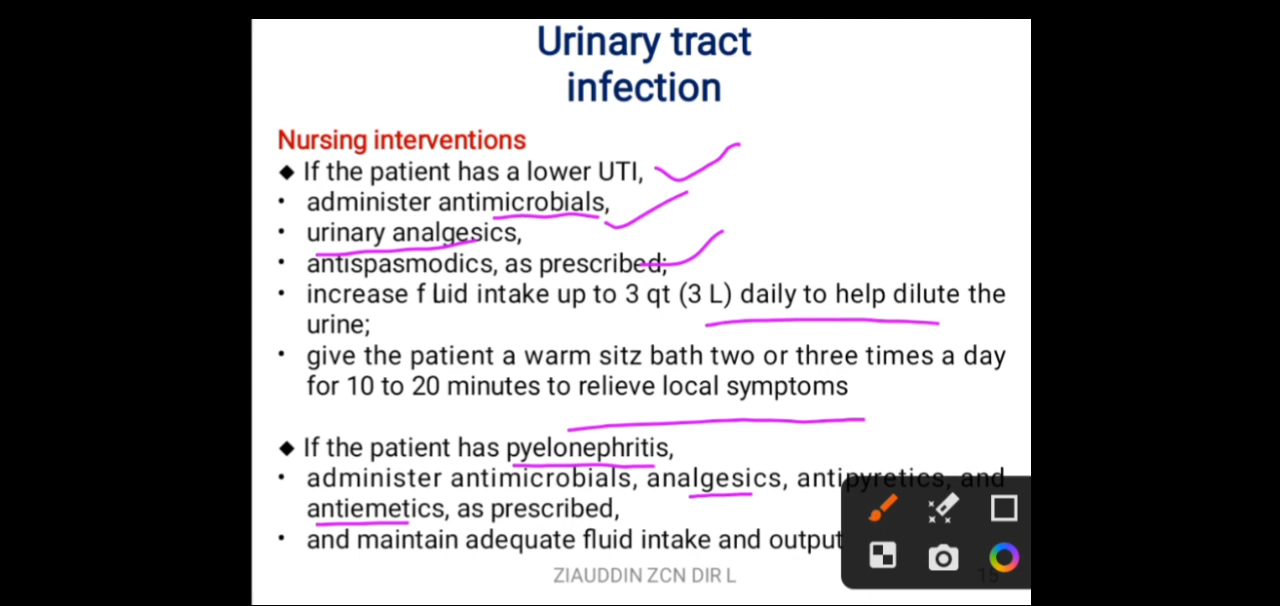 Urinary tract
infection
Nursing interventions
◆ If the patient has a lower UTI,
• administer antimicrobials,
• urinary analgesics,
• antispasmodics, as prescribed;
• increase f luid intake up to 3 qt (3 L) daily to help dilute the
urine;
• give the patient a warm sitz bath two or three times a day
for 10 to 20 minutes to relieve local symptoms
◆ If the patient has pyelonephritis,
• administer antimicrobials, analgesics, antipyretics, and
antiemetics, as prescribed,
• and maintain adequate fluid intake and output
ZIAUDDIN ZCN DIR L
15